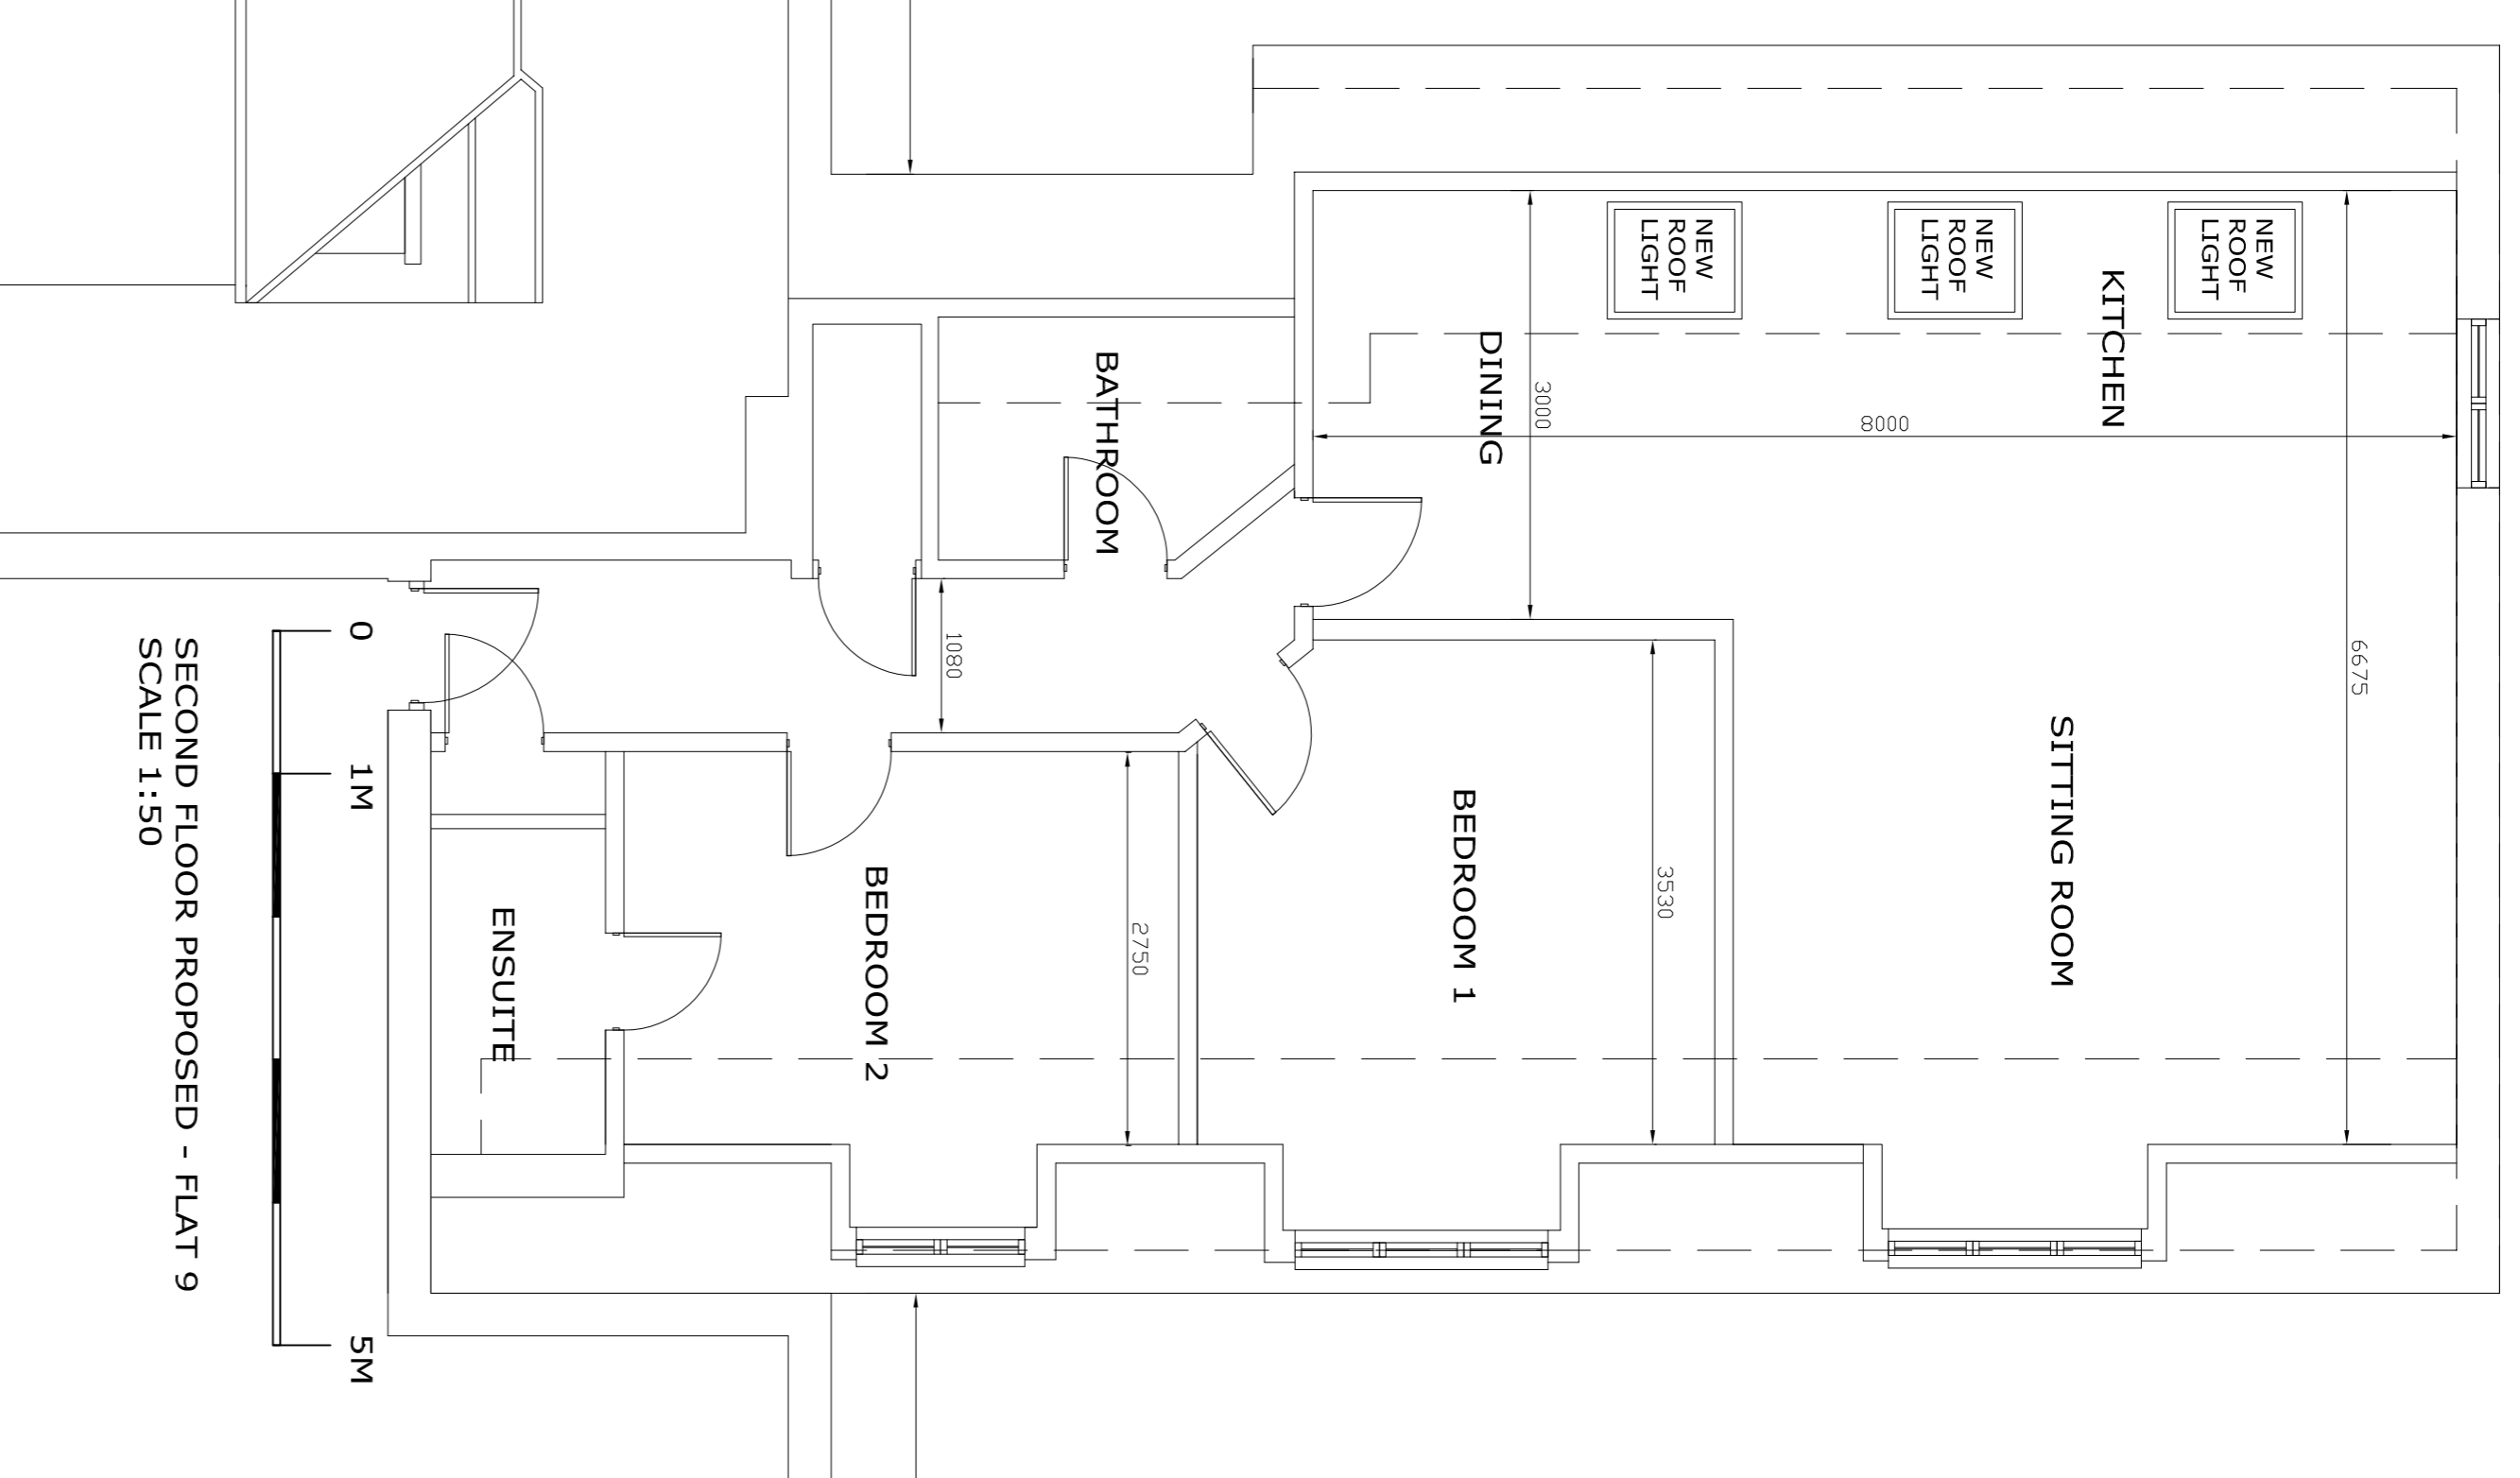 NEW
ROOF
LIGHT
NEW
ROOF
LIGHT
NEW
ROOF
LIGHT
KITCHEN
DINING
3000
8000
6675
BATHROOM
SITTING ROOM
1080
BEDROOM 1
3530
BEDROOM 2
2750
ENSUITE
0
1M
5M
SECOND FLOOR PROPOSED - FLAT 9
SCALE 1:50